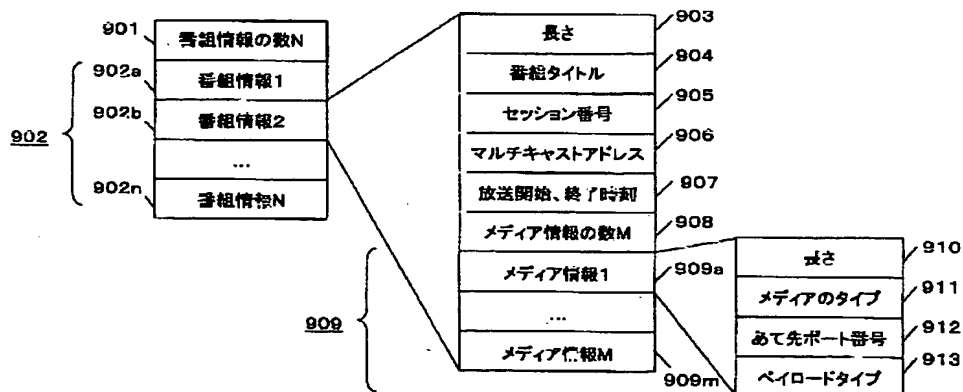 901
番組情報の数N
902a
番組情報1
902b
番組情報2
902
...
902n
番組情報N
903
長さ
904
番組タイトル
905
セッション番号
906
マルチキャストアドレス
907
放送開始、終了時刻
908
メディア情報の数M
メディア情報1
909a
909
...
メディア情報M
909m
910
長さ
911
メディアのタイプ
912
あて先ポート番号
913
ペイロードタイプ